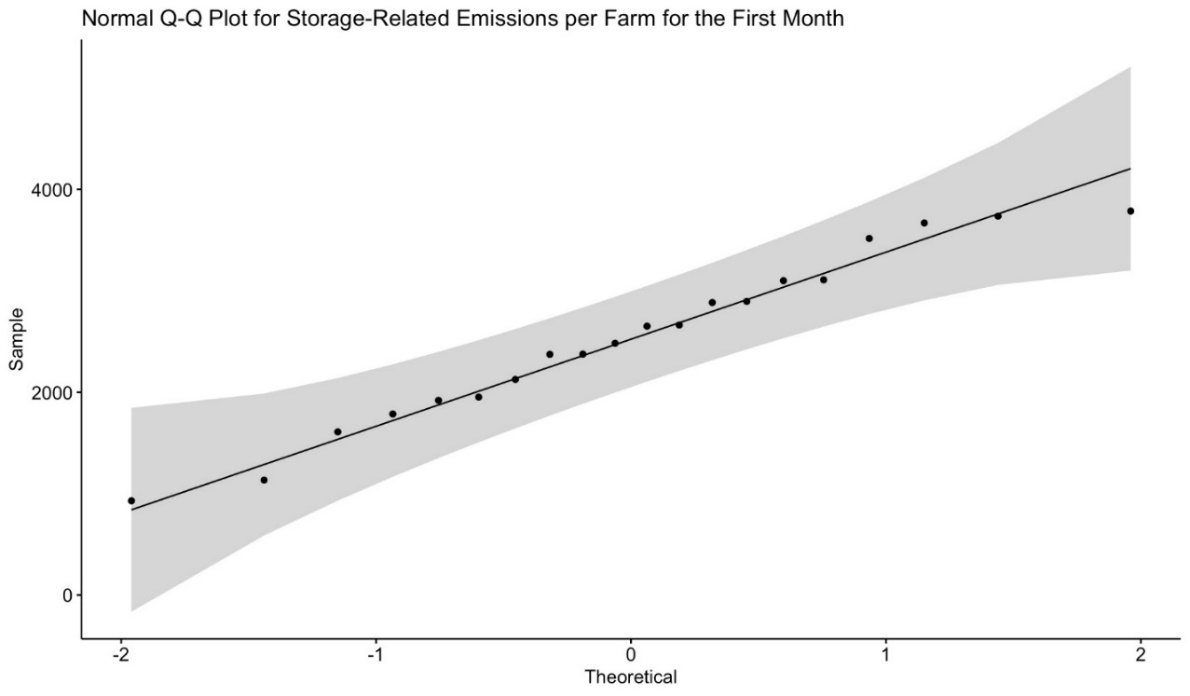 Normal Q-Q Plot for Storage-Related Emissions per Farm for the First Month
4000
2000
0
Sample
-2 -1 0 1 2
Theoretical